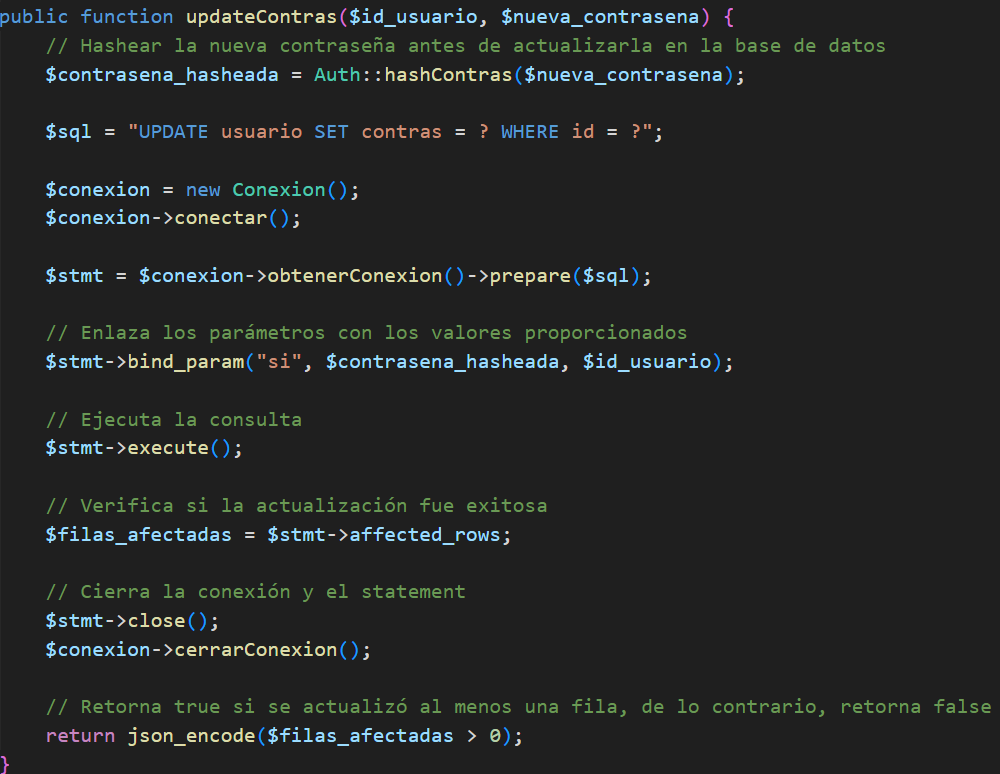 public function updateContras($id_usuario, $nueva_contrasena) {
// Hashear la nueva contraseña antes de actualizarla en la base de datos
$contrasena_hasheada = Auth::hashContras($nueva_contrasena);
$sql = "UPDATE usuario SET contras = ? WHERE id = ?";
$conexion = new Conexion();
$conexion->conectar();
$stmt = $conexion->obtenerConexion()->prepare($sql);
// Enlaza los parámetros con los valores proporcionados
$stmt->bind_param("si", $contrasena_hasheada, $id_usuario);
// Ejecuta la consulta
$stmt->execute();
// Verifica si la actualización fue exitosa
$filas_afectadas = $stmt->affected_rows;
// Cierra la conexión y el statement
$stmt->close();
$conexion->cerrarConexion();
// Retorna true si se actualizó al menos una fila, de lo contrario, retorna false
return json_encode($filas_afectadas > 0);
}